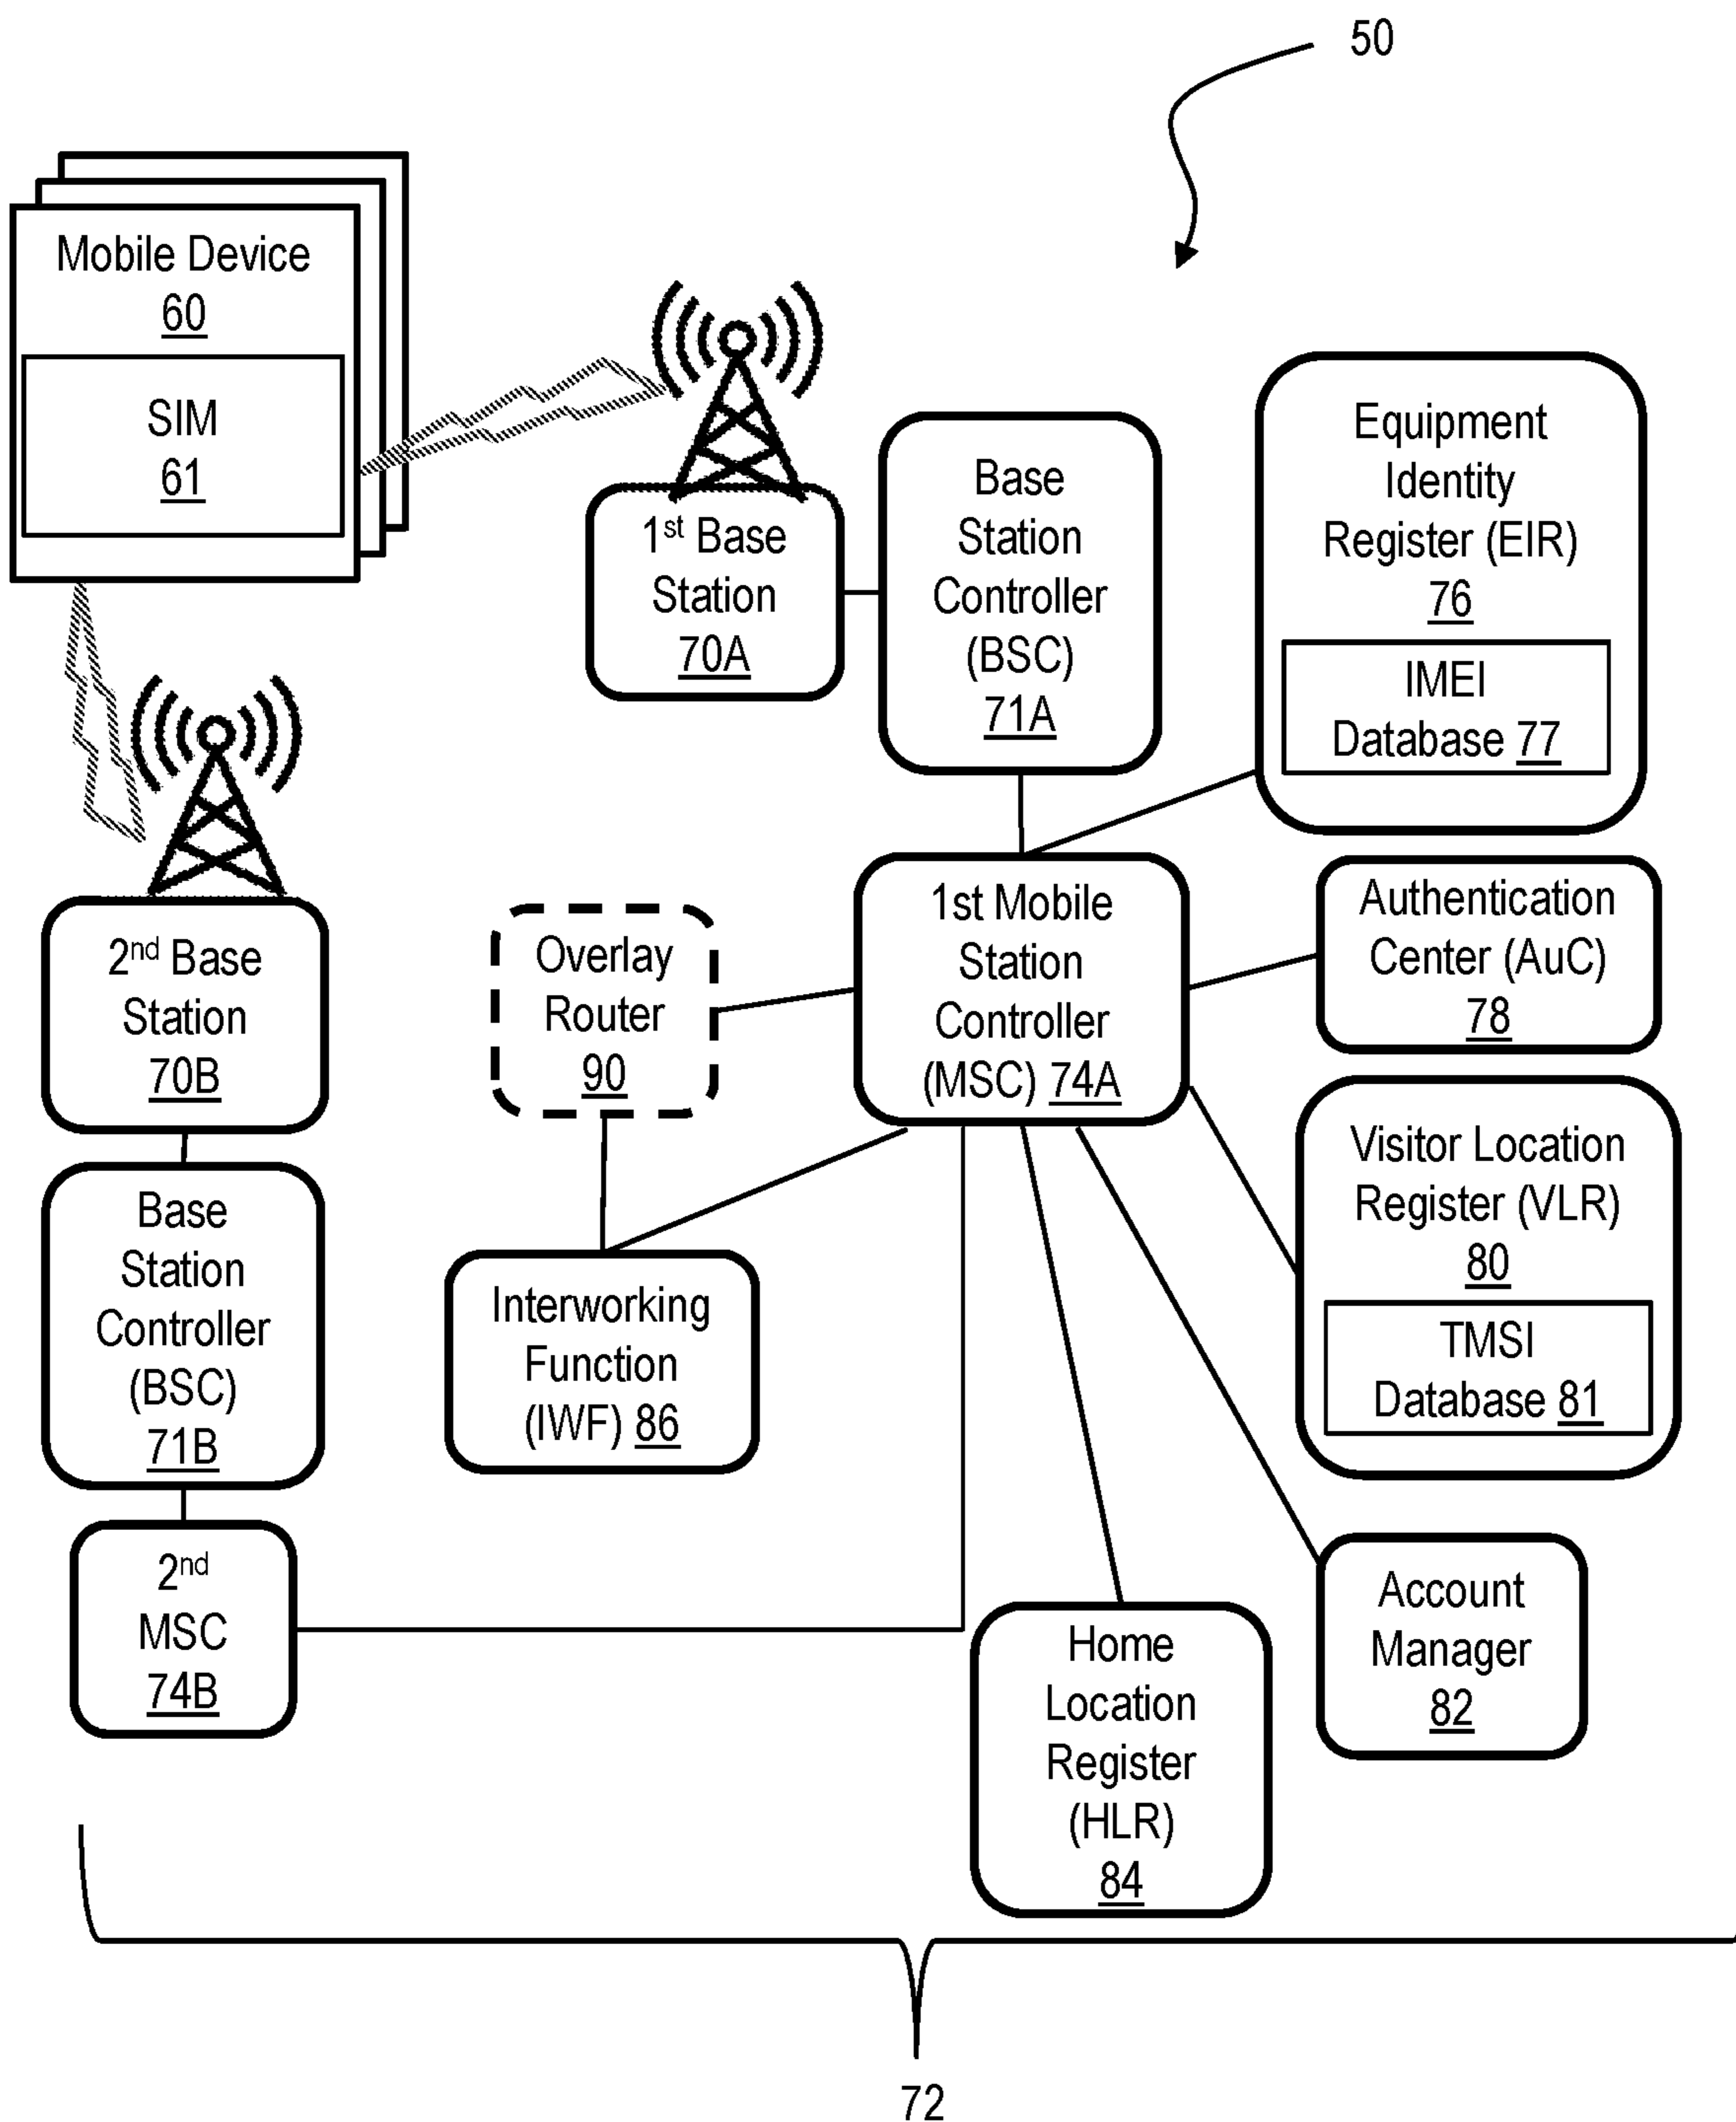 50
Mobile Device
60
SIM
61
1st Base
Station
70A
Base
Station
Controller
(BSC)
71A
Equipment
Identity
Register (EIR)
76
IMEI
Database 77
2nd Base
Station
70B
Overlay
Router
90
1st Mobile
Station
Controller
(MSC) 74A
Authentication
Center (AuC)
78
Base
Station
Controller
(BSC)
71B
Interworking
Function
(IWF) 86
Visitor Location
Register (VLR)
80
TMSI
Database 81
2nd
MSC
74B
Home
Location
Register
(HLR)
84
Account
Manager
82
72